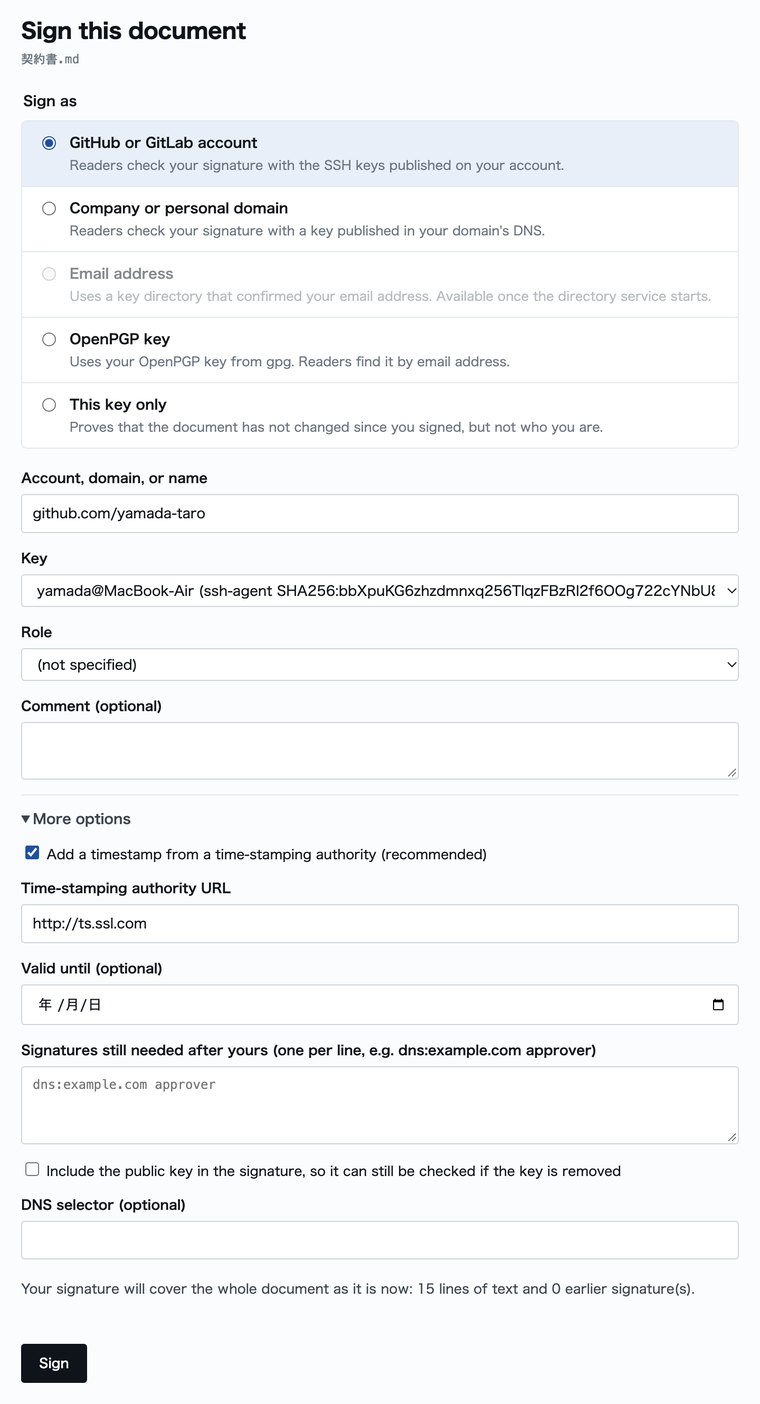 Sign this document
契約書.md
Sign as
GitHub or GitLab account
Readers check your signature with the SSH keys published on your account.
Company or personal domain
Readers check your signature with a key published in your domain's DNS.
Email address
Uses a key directory that confirmed your email address. Available once the directory service starts.
OpenPGP key
Uses your OpenPGP key from gpg. Readers find it by email address.
This key only
Proves that the document has not changed since you signed, but not who you are.
Account, domain, or name
github.com/yamada-taro
Key
yamada@MacBook-Air (ssh-agent
Role
(not specified)
Comment (optional)
▼More options
Add a timestamp from a time-stamping authority (recommended)
Time-stamping authority URL
http://ts.ssl.com
Valid until (optional)
年 /月/日
Signatures still needed after yours (one per line, e.g. dns:example.com approver)
dns:example.com approver
Include the public key in the signature, so it can still be checked if the key is removed
DNS selector (optional)
Your signature will cover the whole document as it is now: 15 lines of text and 0 earlier signature(s).
Sign